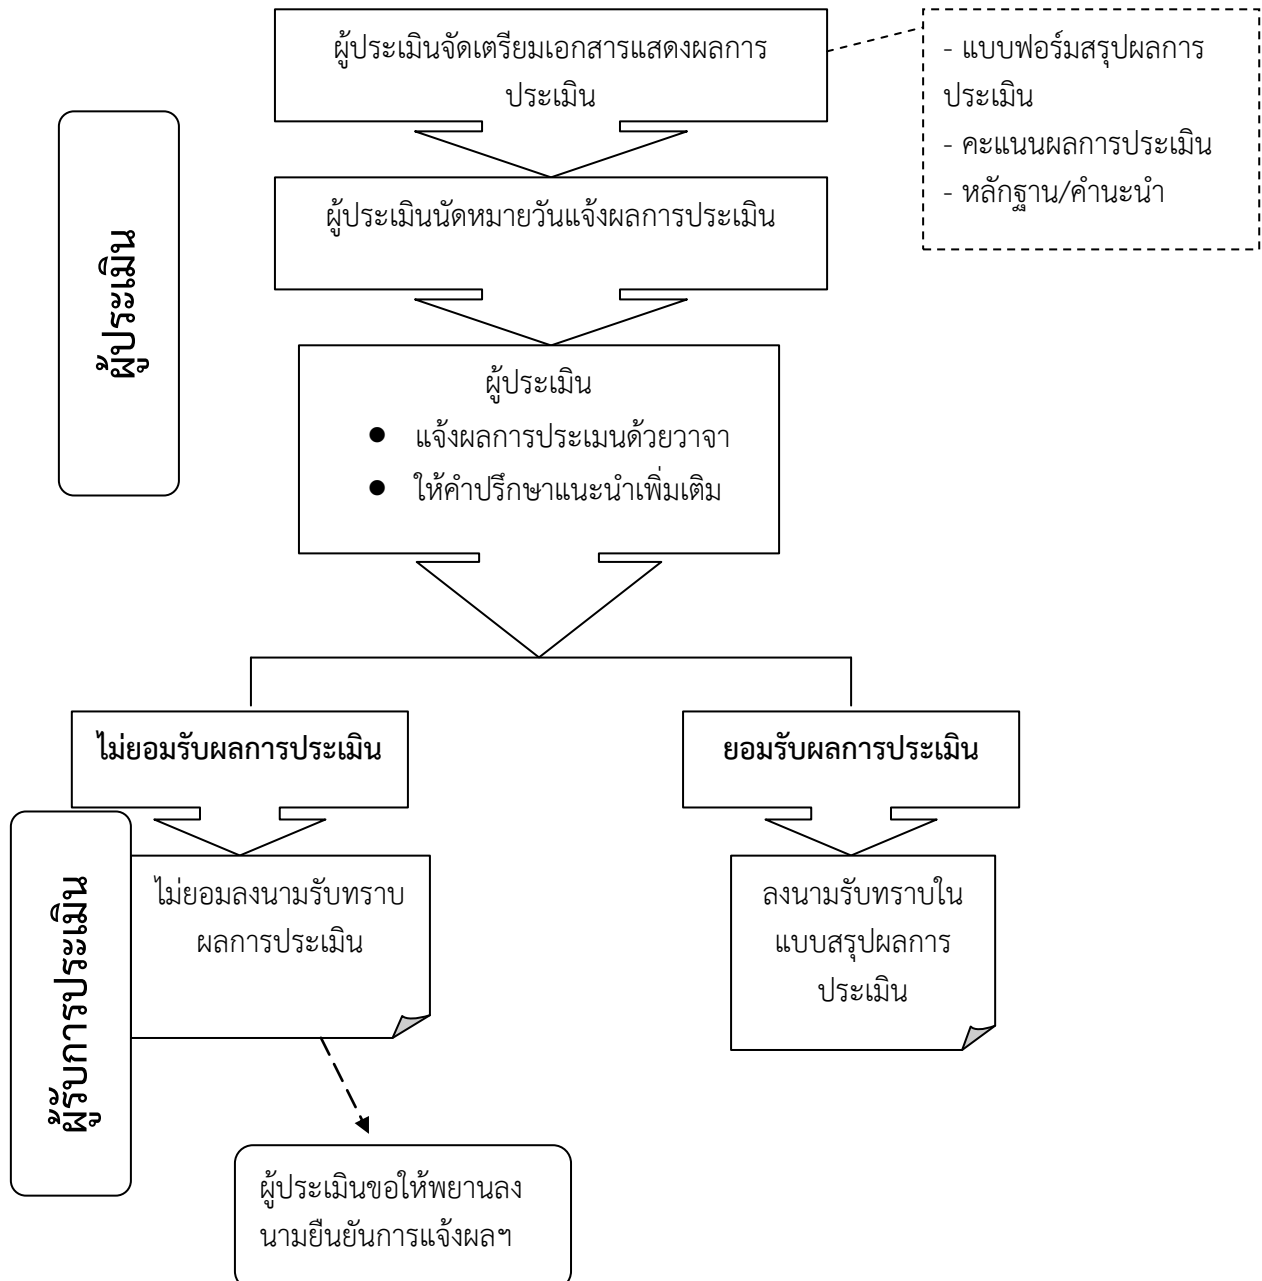 ผู้ประเมินจัดเตรียมเอกสารแสดงผลการ
ประเมิน
- แบบฟอร์มสรุปผลการ
ประเมิน
- คะแนนผลการประเมิน
- หลักฐาน/คำนะนำ
ผู้ประเมิน
ผู้ประเมินนัดหมายวันแจ้งผลการประเมิน
ผู้ประเมิน
● แจ้งผลการประเมนด้วยวาจา
● ให้คำปรึกษาแนะนำเพิ่มเติม
ไม่ยอมรับผลการประเมิน
ยอมรับผลการประเมิน
ผู้รับการประเมิน
ไม่ยอมลงนามรับทราบ
ผลการประเมิน
ลงนามรับทราบใน
แบบสรุปผลการ
ประเมิน
ผู้ประเมินขอให้พยานลง
นามยืนยันการแจ้งผลฯ